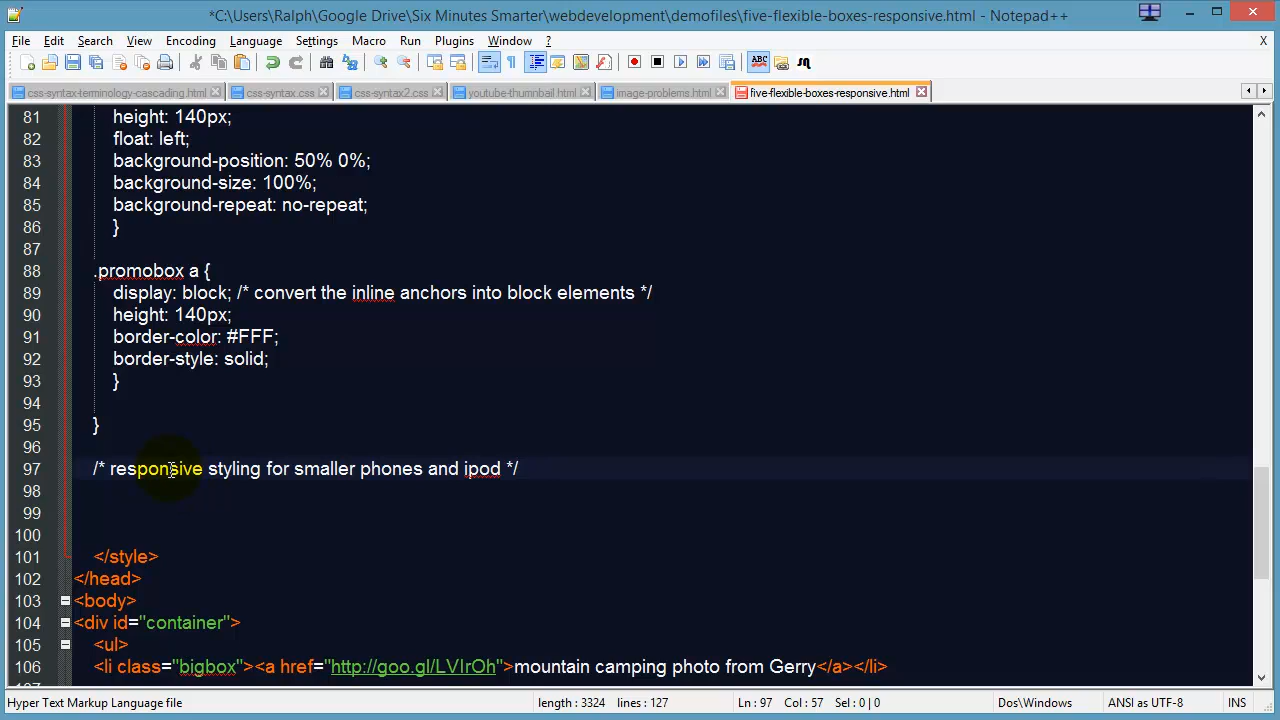 *C:\Users\Ralph\Google Drive\Six Minutes Smarter\webdevelopment\demofiles\five-flexible-boxes-responsive.html - Notepad++
File Edit Search View Encoding Language Settings Macro Run Plugins Window ? X
css-syntax-terminology-cascading.html css-syntax.css css-syntax2.css youtube-thumnbail.html image-problems.html five-flexible-boxes-responsive.html
81 height: 140px;
82 float: left;
83 background-position: 50% 0%;
84 background-size: 100%;
85 background-repeat: no-repeat;
86 }
87
88 .promobox a {
89 display: block; /* convert the inline anchors into block elements */
90 height: 140px;
91 border-color: #FFF;
92 border-style: solid;
93 }
94
95 }
96
97 /* responsive styling for smaller phones and ipod */
98
99
100
101 </style>
102 </head>
103 <body>
104 <div id="container">
105 <ul>
106 <li class="bigbox"><a href="http://goo.gl/LVIrOh">mountain camping photo from Gerry</a></li>
Hyper Text Markup Language file length : 3324 lines : 127 Ln : 97 Col : 57 Sel : 0 | 0 Dos\Windows ANSI as UTF-8 INS